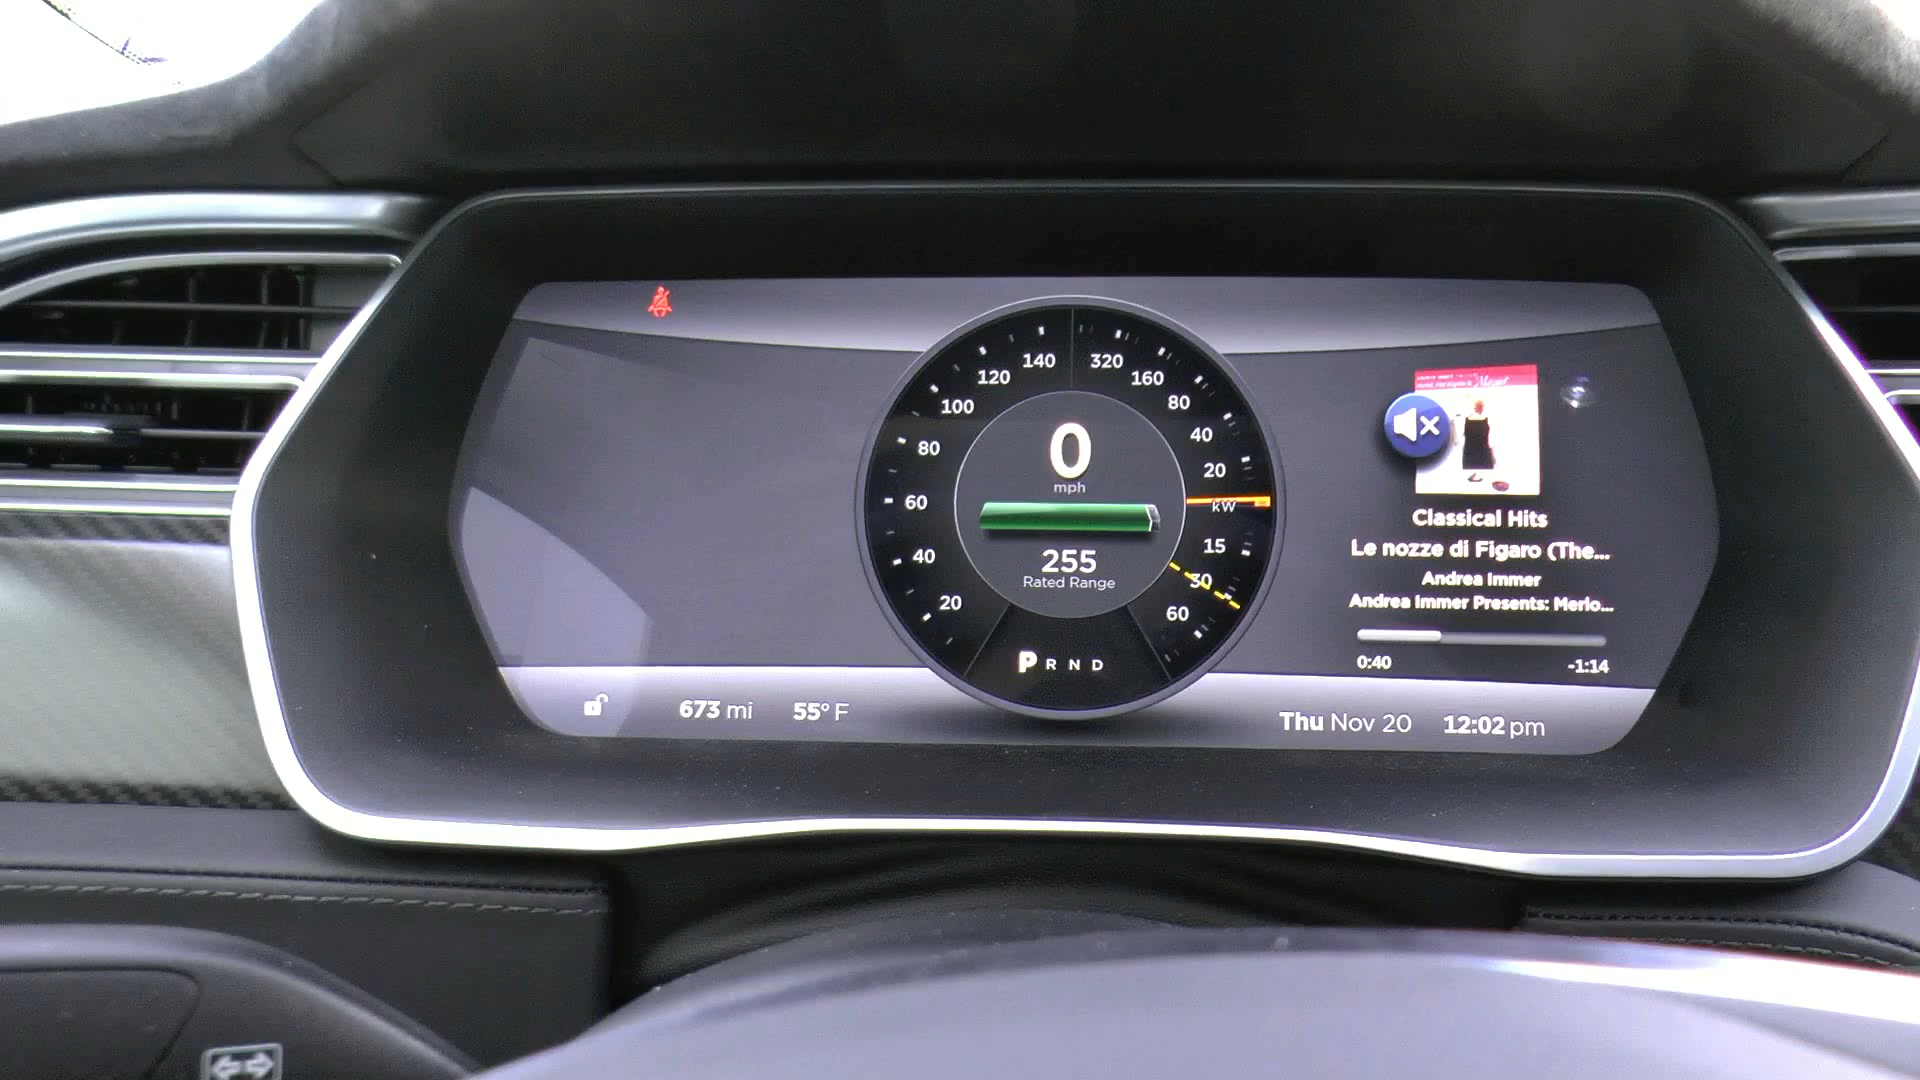 140
120
100
80
60
40
20
320
160
80
40
20
kW
15
30
60
0
mph
255
Rated Range
P R N D
Mozart
Classical Hits
Le nozze di Figaro (The...
Andrea Immer
Andrea Immer Presents: Merlo...
0:40
-1:14
673 mi
55° F
Thu Nov 20
12:02 pm